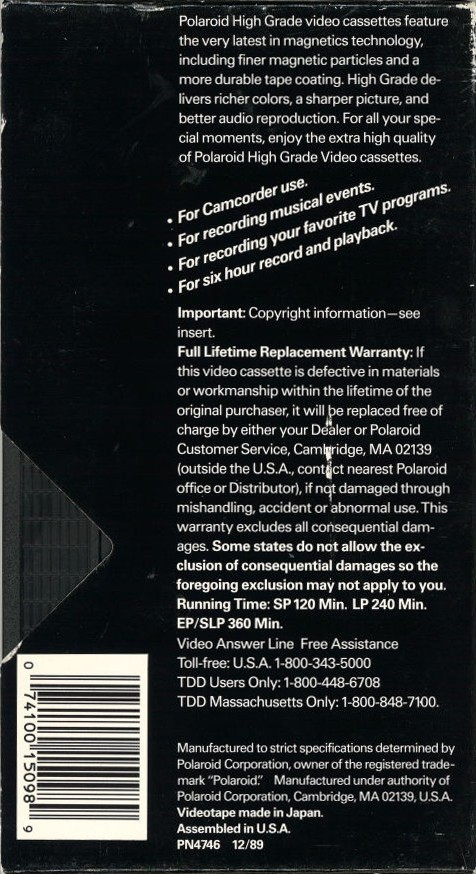 Polaroid High Grade video cassettes feature
the very latest in magnetics technology,
including finer magnetic particles and a
more durable tape coating. High Grade de-
livers richer colors, a sharper picture, and
better audio reproduction. For all your spe-
cial moments, enjoy the extra high quality
of Polaroid High Grade Video cassettes.
• For Camcorder use.
• For recording musical events.
• For recording your favorite TV programs.
• For six hour record and playback.
Important: Copyright information—see
insert.
Full Lifetime Replacement Warranty: If
this video cassette is defective in materials
or workmanship within the lifetime of the
original purchaser, it will be replaced free of
charge by either your Dealer or Polaroid
Customer Service, Cambridge, MA 02139
(outside the U.S.A., contact nearest Polaroid
office or Distributor), if not damaged through
mishandling, accident or abnormal use. This
warranty excludes all consequential dam-
ages. Some states do not allow the ex-
clusion of consequential damages so the
foregoing exclusion may not apply to you.
Running Time: SP 120 Min. LP 240 Min.
EP/SLP 360 Min.
Video Answer Line Free Assistance
Toll-free: U.S.A. 1-800-343-5000
TDD Users Only: 1-800-448-6708
TDD Massachusetts Only: 1-800-848-7100.
Manufactured to strict specifications determined by
Polaroid Corporation, owner of the registered trade-
mark "Polaroid." Manufactured under authority of
Polaroid Corporation, Cambridge, MA 02139, U.S.A.
Videotape made in Japan.
Assembled in U.S.A.
PN4746 12/89
0 74100 15098 9